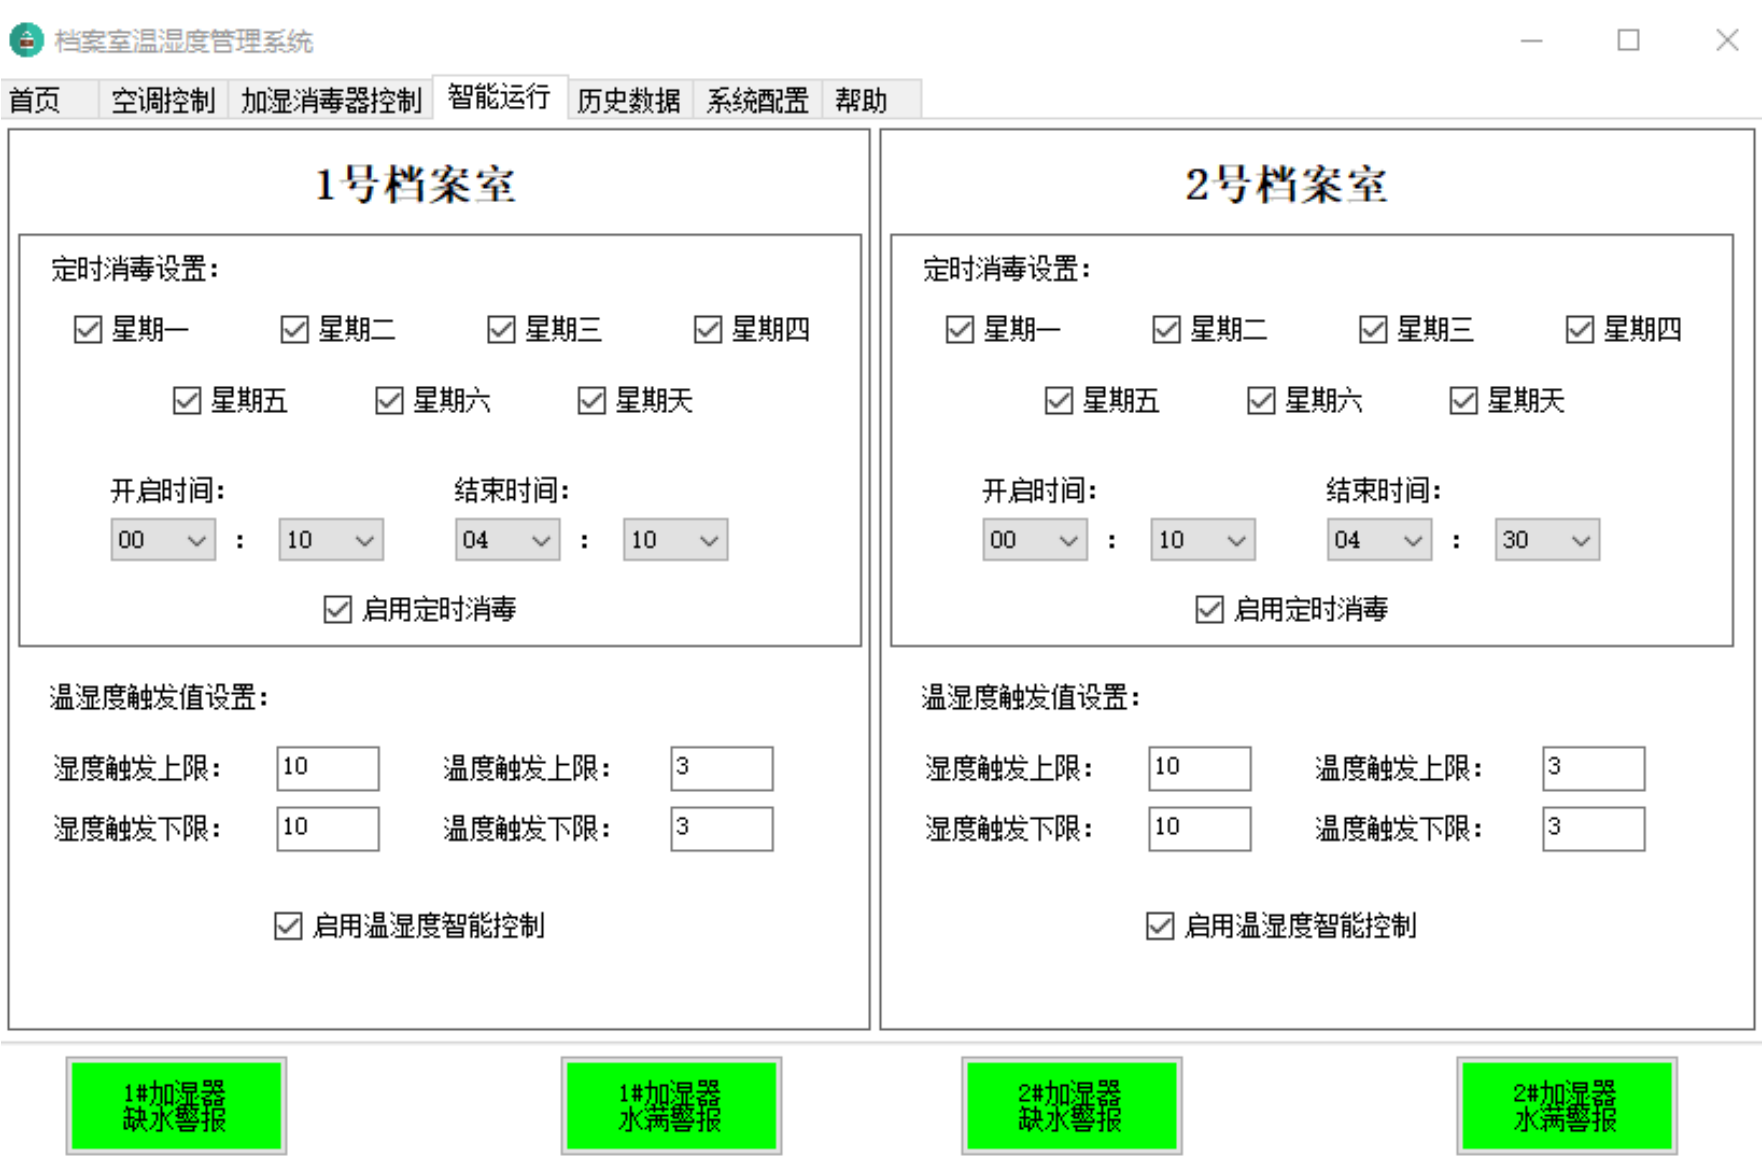 档案室温湿度管理系统
首页 空调控制 加湿消毒器控制 智能运行 历史数据 系统配置 帮助
1号档案室
定时消毒设置：
星期一 星期二 星期三 星期四
星期五 星期六 星期天
开启时间： 结束时间：
00 : 10 04 : 10
启用定时消毒
温湿度触发值设置：
湿度触发上限： 10 温度触发上限： 3
湿度触发下限： 10 温度触发下限： 3
启用温湿度智能控制
2号档案室
定时消毒设置：
星期一 星期二 星期三 星期四
星期五 星期六 星期天
开启时间： 结束时间：
00 : 10 04 : 30
启用定时消毒
温湿度触发值设置：
湿度触发上限： 10 温度触发上限： 3
湿度触发下限： 10 温度触发下限： 3
启用温湿度智能控制
1#加湿器
缺水警报
1#加湿器
水满警报
2#加湿器
缺水警报
2#加湿器
水满警报